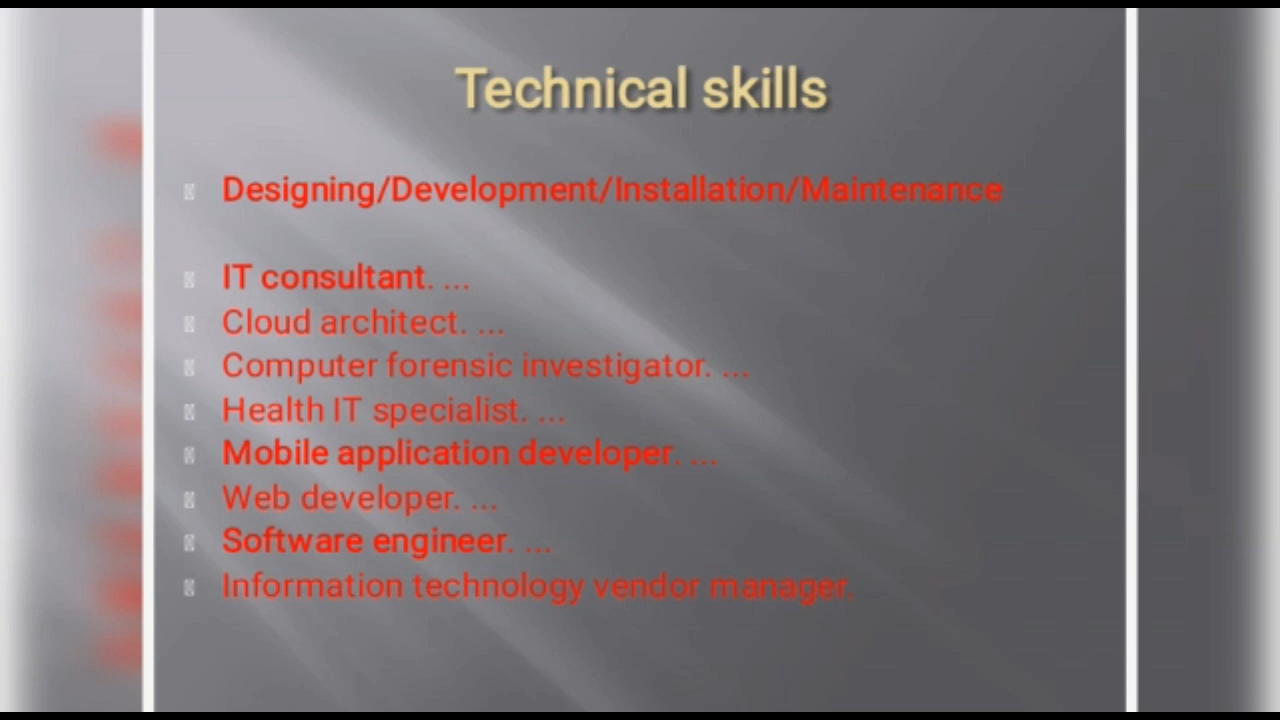 Technical skills
Designing/Development/Installation/Maintenance
IT consultant. ...
Cloud architect. ...
Computer forensic investigator. ...
Health IT specialist. ...
Mobile application developer. ...
Web developer. ...
Software engineer. ...
Information technology vendor manager.